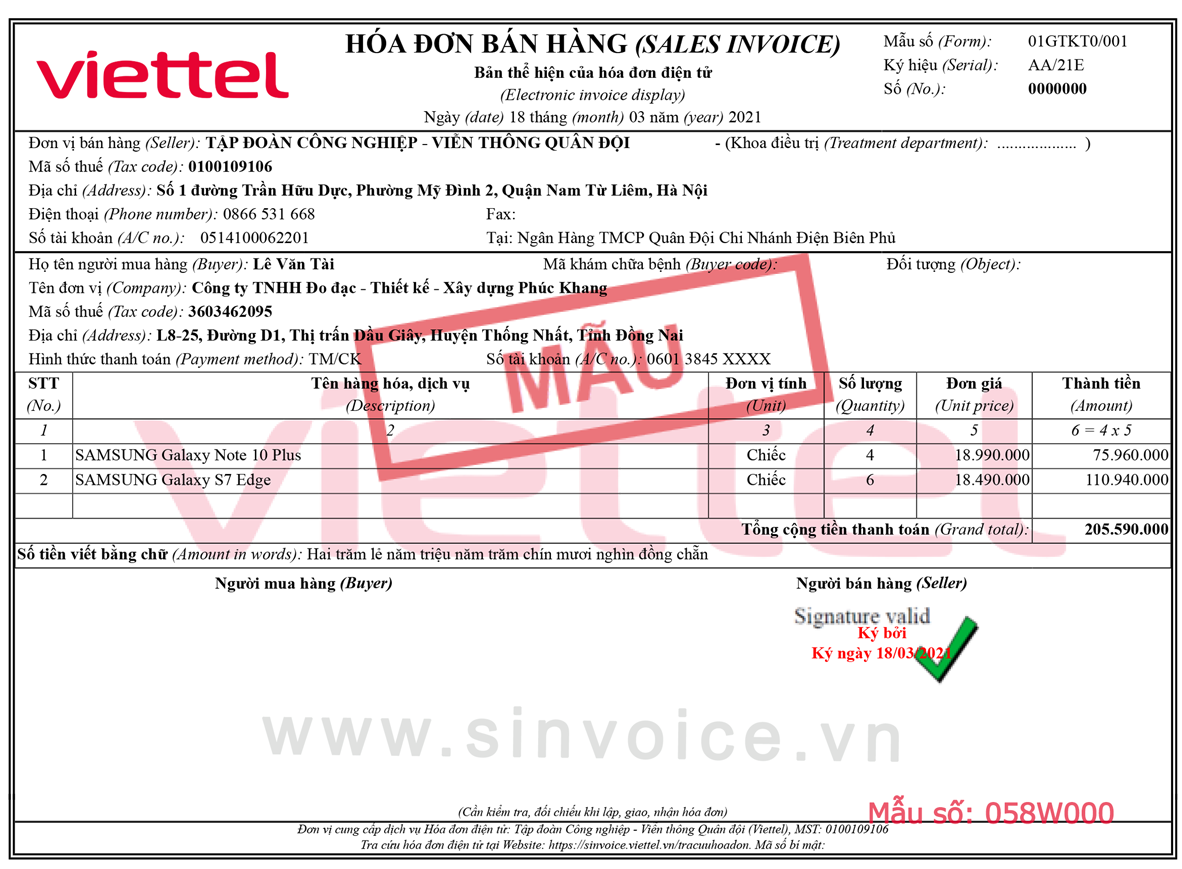 viettel
HÓA ĐƠN BÁN HÀNG (SALES INVOICE)
Bản thể hiện của hóa đơn điện tử
(Electronic invoice display)
Ngày (date) 18 tháng (month) 03 năm (year) 2021
Mẫu số (Form): 01GTKT0/001
Ký hiệu (Serial): AA/21E
Số (No.): 0000000
Đơn vị bán hàng (Seller): TẬP ĐOÀN CÔNG NGHIỆP - VIỄN THÔNG QUÂN ĐỘI - (Khoa điều trị (Treatment department): ................... )
Mã số thuế (Tax code): 0100109106
Địa chỉ (Address): Số 1 đường Trần Hữu Dực, Phường Mỹ Đình 2, Quận Nam Từ Liêm, Hà Nội
Điện thoại (Phone number): 0866 531 668 Fax:
Số tài khoản (A/C no.): 0514100062201 Tại: Ngân Hàng TMCP Quân Đội Chi Nhánh Điện Biên Phủ
Họ tên người mua hàng (Buyer): Lê Văn Tài Mã khám chữa bệnh (Buyer code): Đối tượng (Object):
Tên đơn vị (Company): Công ty TNHH Đo đạc - Thiết kế - Xây dựng Phúc Khang
Mã số thuế (Tax code): 3603462095
Địa chỉ (Address): L8-25, Đường D1, Thị trấn Dầu Giây, Huyện Thống Nhất, Tỉnh Đồng Nai
Hình thức thanh toán (Payment method): TM/CK Số tài khoản (A/C no.): 0601 3845 XXXX
MẪU
STT Tên hàng hóa, dịch vụ Đơn vị tính Số lượng Đơn giá Thành tiền
(No.) (Description) (Unit) (Quantity) (Unit price) (Amount)
1 2 3 4 5 6 = 4 x 5
1 SAMSUNG Galaxy Note 10 Plus Chiếc 4 18.990.000 75.960.000
2 SAMSUNG Galaxy S7 Edge Chiếc 6 18.490.000 110.940.000
viettel
Tổng cộng tiền thanh toán (Grand total): 205.590.000
Số tiền viết bằng chữ (Amount in words): Hai trăm lẻ năm triệu năm trăm chín mươi nghìn đồng chẵn
Người mua hàng (Buyer) Người bán hàng (Seller)
Signature valid
Ký bởi
Ký ngày 18/03/2021
www.sinvoice.vn
(Cần kiểm tra, đối chiếu khi lập, giao, nhận hóa đơn)
Mẫu số: 058W000
Đơn vị cung cấp dịch vụ Hóa đơn điện tử: Tập đoàn Công nghiệp - Viễn thông Quân đội (Viettel), MST: 0100109106
Tra cứu hóa đơn điện tử tại Website: https://sinvoice.viettel.vn/tracuuhoadon. Mã số bí mật: